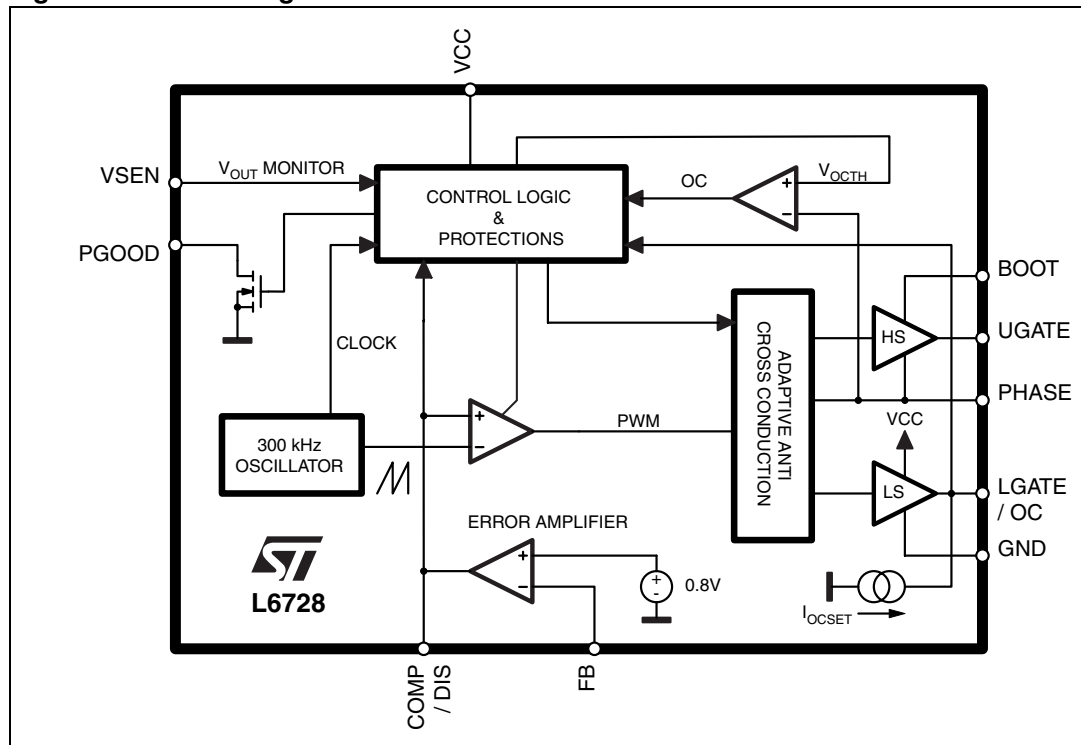 VCC
VSEN
VOUT MONITOR
PGOOD
CONTROL LOGIC
&
PROTECTIONS
OC
VOCTH
+
−
BOOT
UGATE
PHASE
HS
ADAPTIVE ANTI
CROSS CONDUCTION
CLOCK
300 kHz
OSCILLATOR
+
−
PWM
VCC
LS
LGATE
/ OC
GND
ERROR AMPLIFIER
+
−
+
-
0.8V
IOCSET
ST
L6728
COMP
/ DIS
FB